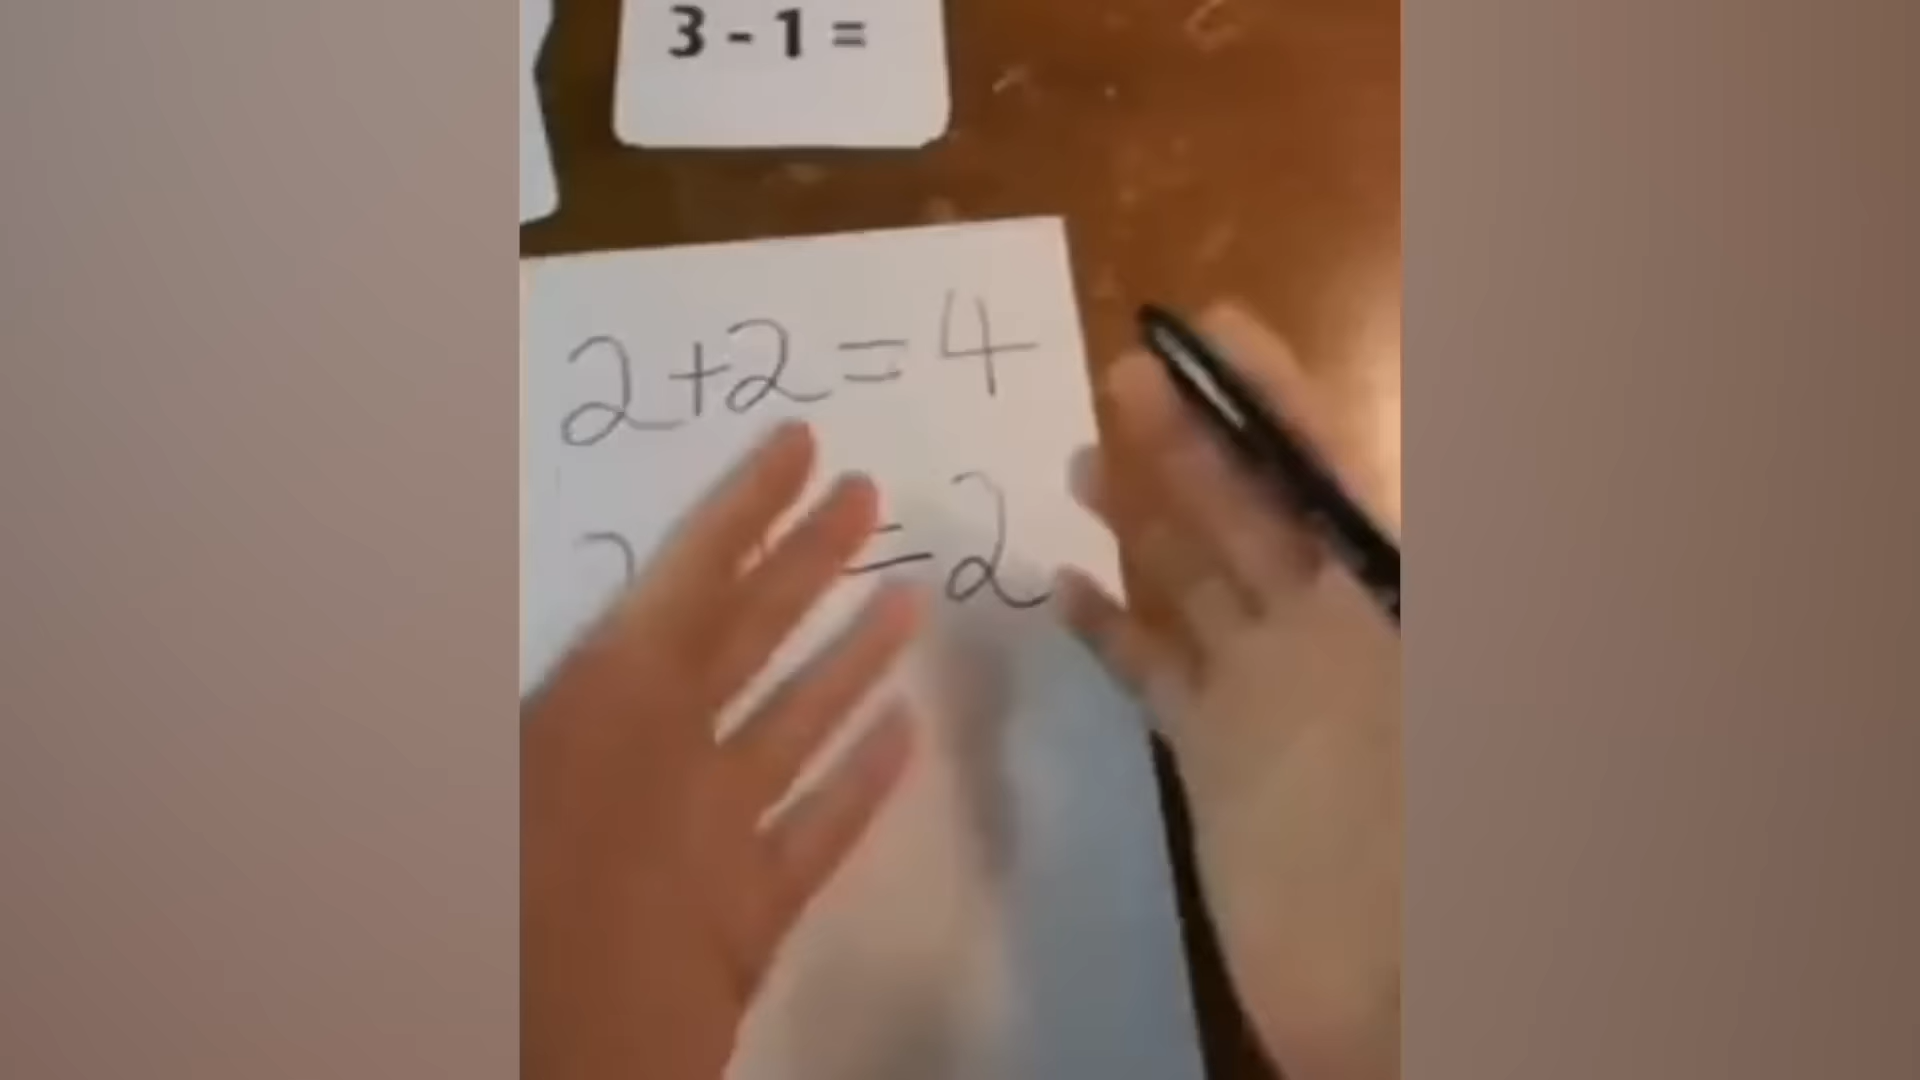 3 - 1 =
2+2=4
= 2